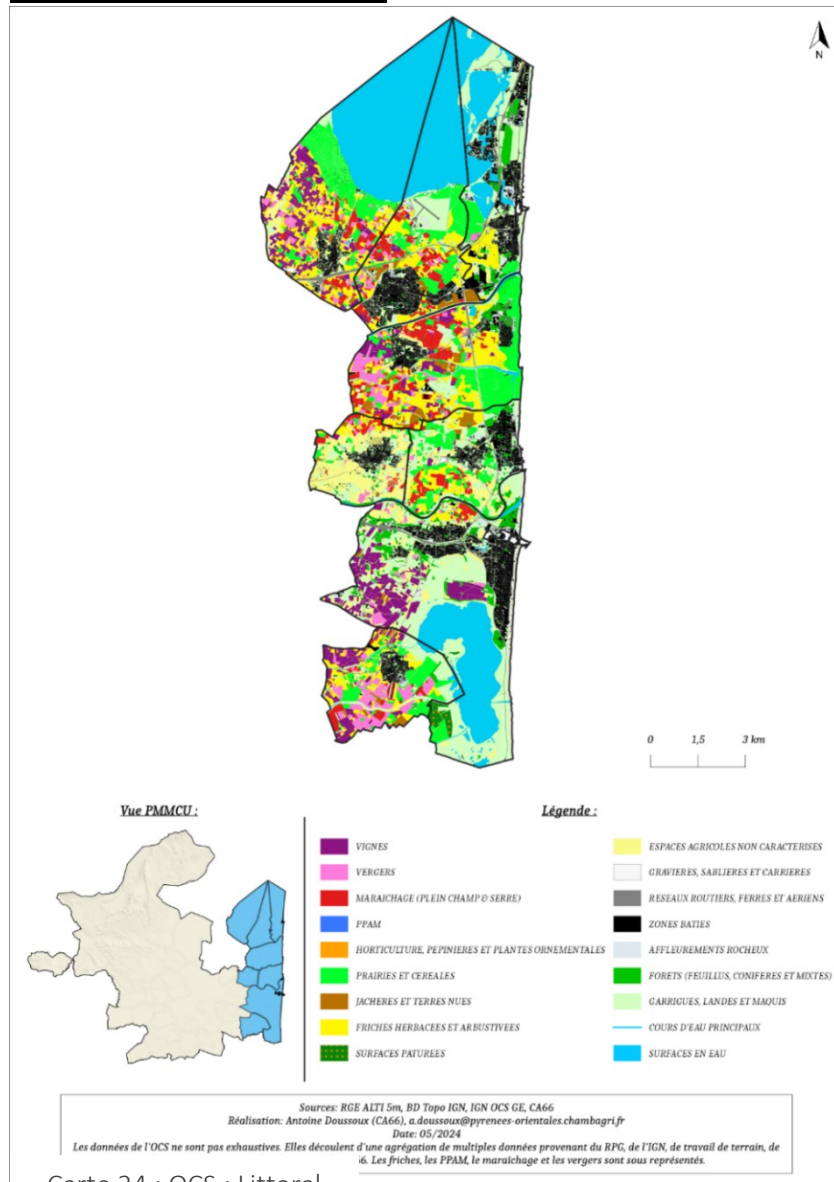 N
0 1,5 3 km
Vue PMMCU :
Légende :
VIGNES
VERGERS
MARAICHAGE (PLEIN CHAMP & SERRE)
PPAM
HORTICULTURE, PEPINIERES ET PLANTES ORNEMENTALES
PRAIRIES ET CEREALES
JACHERES ET TERRES NUES
FRICHES HERBACEES ET ARBUSTIVEES
SURFACES PATUREES
ESPACES AGRICOLES NON CARACTERISES
GRAVIERES, SABLIERES ET CARRIERES
RESEAUX ROUTIERS, FERRES ET AERIENS
ZONES BATIES
AFFLEUREMENTS ROCHEUX
FORETS (FEUILLUS, CONIFERES ET MIXTES)
GARRIGUES, LANDES ET MAQUIS
COURS D'EAU PRINCIPAUX
SURFACES EN EAU
Sources: RGE ALTI 5m, BD Topo IGN, IGN OCS GE, CA66
Réalisation: Antoine Doussoux (CA66), a.doussoux@pyrenees-orientales.chambagri.fr
Date: 05/2024
Les données de l'OCS ne sont pas exhaustives. Elles découlent d'une agrégation de multiples données provenant du RPG, de l'IGN, de travail de terrain, de
6. Les friches, les PPAM, le maraichage et les vergers sont sous représentés.